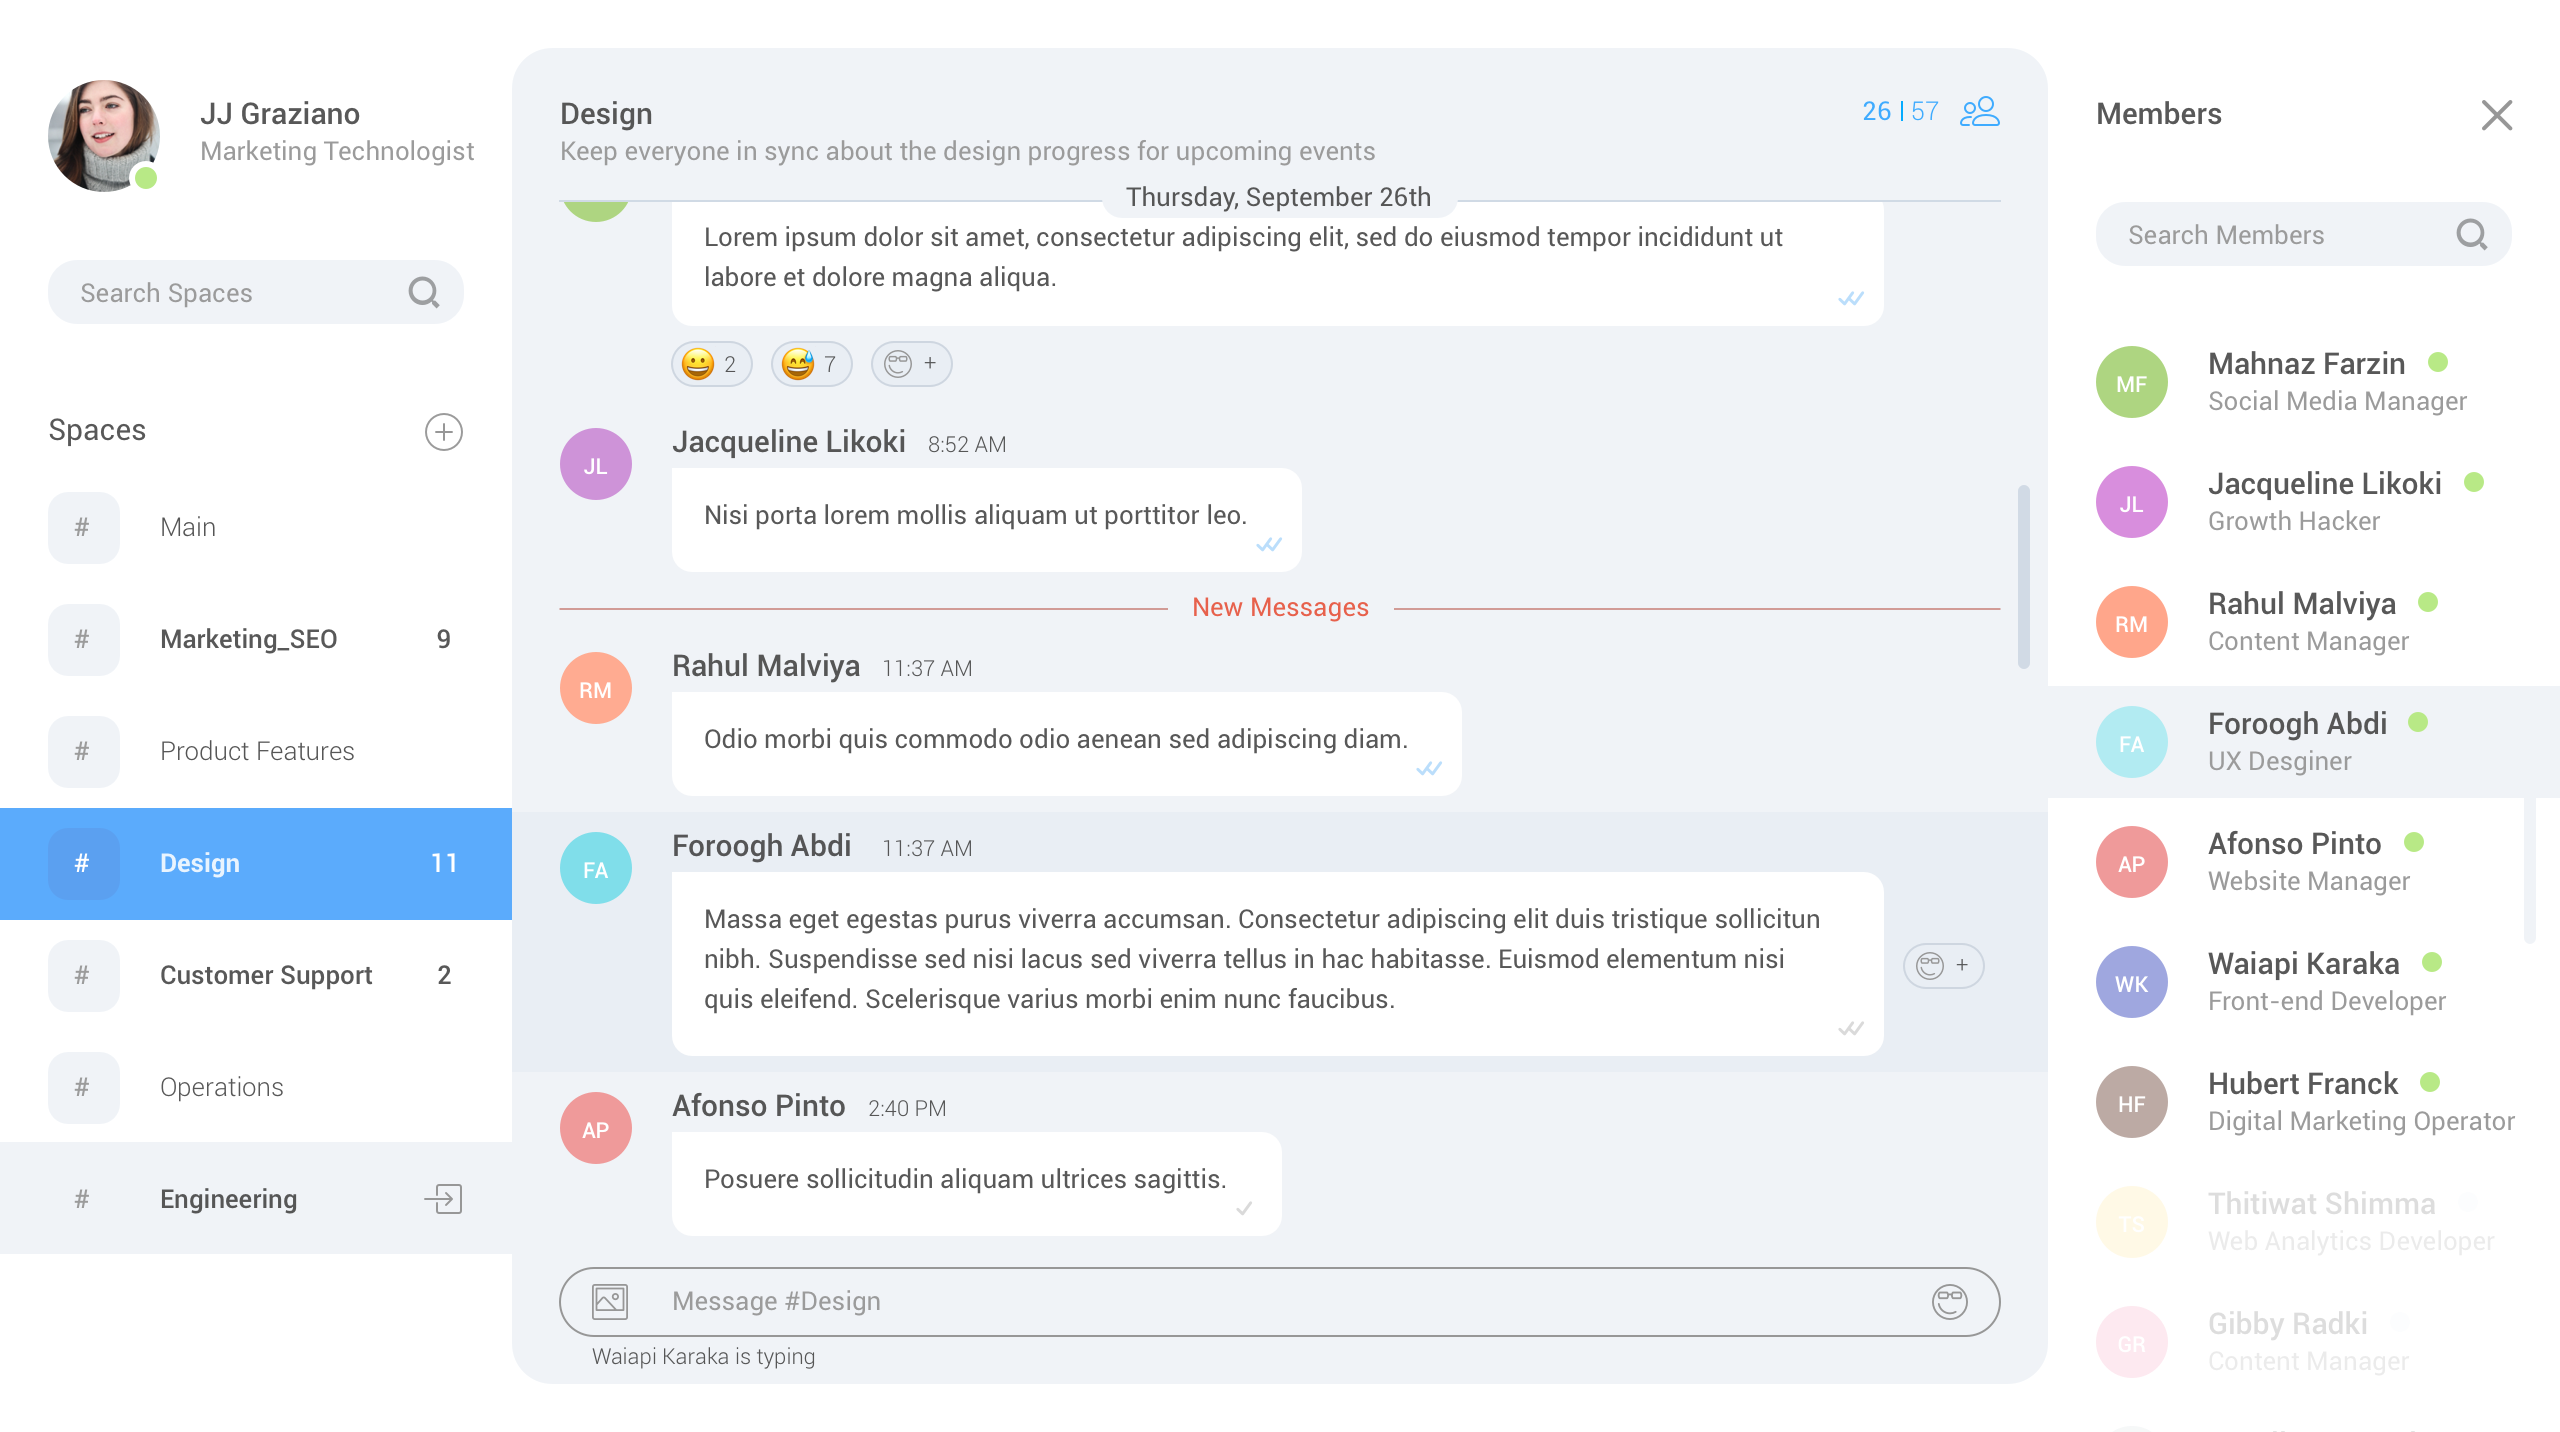 JJ Graziano
Marketing Technologist
Search Spaces
Spaces
# Main
# Marketing_SEO 9
# Product Features
# Design 11
# Customer Support 2
# Operations
# Engineering
Design
Keep everyone in sync about the design progress for upcoming events
26 | 57
Thursday, September 26th
Lorem ipsum dolor sit amet, consectetur adipiscing elit, sed do eiusmod tempor incididunt ut
labore et dolore magna aliqua.
2 7 +
JL
Jacqueline Likoki 8:52 AM
Nisi porta lorem mollis aliquam ut porttitor leo.
New Messages
RM
Rahul Malviya 11:37 AM
Odio morbi quis commodo odio aenean sed adipiscing diam.
FA
Foroogh Abdi 11:37 AM
Massa eget egestas purus viverra accumsan. Consectetur adipiscing elit duis tristique sollicitun
nibh. Suspendisse sed nisi lacus sed viverra tellus in hac habitasse. Euismod elementum nisi
quis eleifend. Scelerisque varius morbi enim nunc faucibus.
+
AP
Afonso Pinto 2:40 PM
Posuere sollicitudin aliquam ultrices sagittis.
Message #Design
Waiapi Karaka is typing
Members
Search Members
MF
Mahnaz Farzin
Social Media Manager
JL
Jacqueline Likoki
Growth Hacker
RM
Rahul Malviya
Content Manager
FA
Foroogh Abdi
UX Desginer
AP
Afonso Pinto
Website Manager
WK
Waiapi Karaka
Front-end Developer
HF
Hubert Franck
Digital Marketing Operator
TS
Thitiwat Shimma
Web Analytics Developer
GR
Gibby Radki
Content Manager